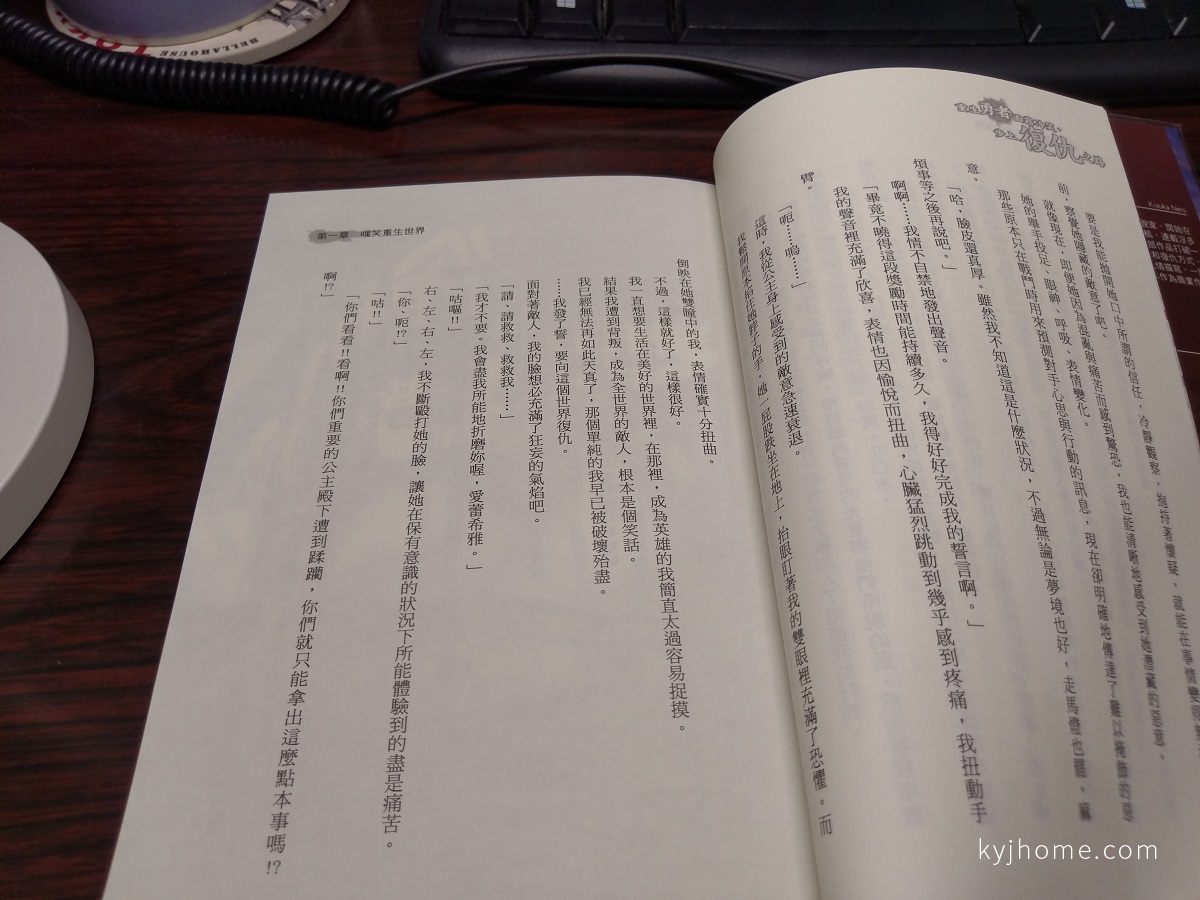 BELLAHOUSE
重生勇者面帶笑容，
步上復仇之路
Kizuka Nero
要是我能拋開她口中所謂的信任，冷靜觀察，抱持著懷疑，就能在事情變得
前，察覺她隱藏的敵意了吧。
就像現在，即便她因為混亂與痛苦而感到驚恐，我也能清晰地感受到她潛藏的惡意。
她的舉手投足、眼神、呼吸、表情變化。
那些原本只在戰鬥時用來預測對手心思與行動的訊息，現在卻明確地傳達了難以掩飾的惡
意。
「哈，臉皮還真厚。雖然我不知道這是什麼狀況，不過無論是夢境也好，走馬燈也罷，麻
煩事等之後再說吧。」
啊啊……我情不自禁地發出聲音。
「畢竟不曉得這段獎勵時間能持續多久，我得好好完成我的誓言啊。」
我的聲音裡充滿了欣喜，表情也因愉悅而扭曲，心臟猛烈跳動到幾乎感到疼痛，我扭動手
臂。
「呃……嗚……」
這時，我從公主身上感受到的敵意急速衰退。
我鬆開原本掐住她脖子的手，她一屁股跌坐在地上，抬眼盯著我的雙眼裡充滿了恐懼。而
倒映在她雙瞳中的我，表情確實十分扭曲。
不過，這樣就好了，這樣很好。
我一直想要生活在美好的世界裡，在那裡，成為英雄的我簡直太過容易捉摸。
結果我遭到背叛，成為全世界的敵人，根本是個笑話。
我已經無法再如此天真了，那個單純的我早已被破壞殆盡。
……我發了誓，要向這個世界復仇。
面對著敵人，我的臉想必充滿了狂妄的氣焰吧。
「請、請救救、救救我……」
「我才不要。我會盡我所能地折磨妳喔，愛蕾希雅。」
「咕嘔!!」
右、左、右、左，我不斷毆打她的臉，讓她在保有意識的狀況下所能體驗到的盡是痛苦。
「你、呃!?」
「咕!!」
「你們看看!!看啊!!你們重要的公主殿下遭到蹂躪，你們就只能拿出這麼點本事嗎!?
啊!?」
第一章　嗤笑重生世界
kyjhome.com